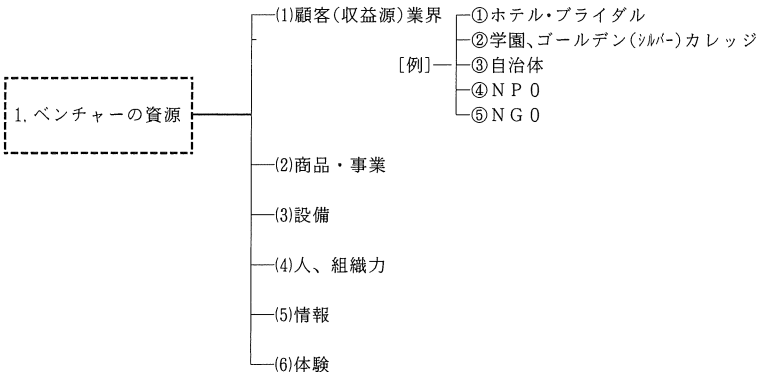 1.ベンチャーの資源
(1)顧客(収益源)業界
[例]
①ホテル・ブライダル
②学園、ゴールデン(シルバー)カレッジ
③自治体
④NPO
⑤NGO
(2)商品・事業
(3)設備
(4)人、組織力
(5)情報
(6)体験